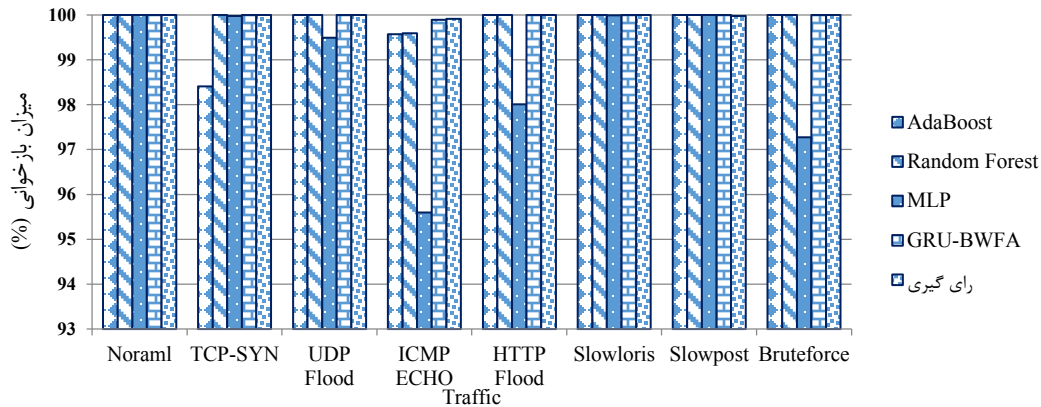 میزان بازخوانی (%)
100
99
98
97
96
95
94
93
Noraml
TCP-SYN
UDP
Flood
ICMP
ECHO
HTTP
Flood
Slowloris
Slowpost
Bruteforce
Traffic
AdaBoost
Random Forest
MLP
GRU-BWFA
رای گیری